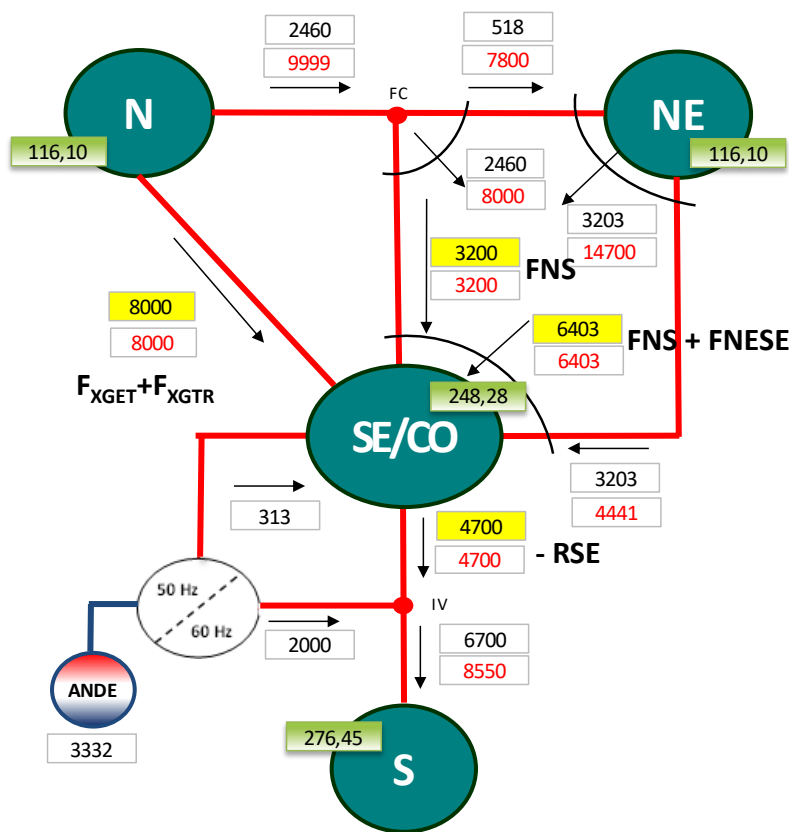 2460
9999
518
7800
FC
N
NE
116,10
116,10
2460
8000
3203
14700
3200
3200
FNS
8000
8000
F_XGET+F_XGTR
6403
6403
FNS + FNESE
248,28
SE/CO
3203
4441
313
4700
4700
- RSE
50 Hz
60 Hz
IV
2000
6700
8550
ANDE
3332
276,45
S